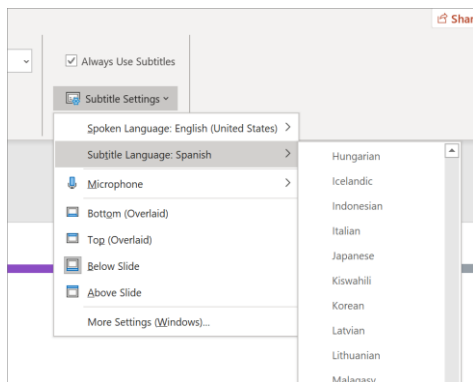 Shar
Always Use Subtitles
Subtitle Settings
Spoken Language: English (United States)
Subtitle Language: Spanish
Microphone
Bottom (Overlaid)
Top (Overlaid)
Below Slide
Above Slide
More Settings (Windows)...
Hungarian
Icelandic
Indonesian
Italian
Japanese
Kiswahili
Korean
Latvian
Lithuanian
Malagasy